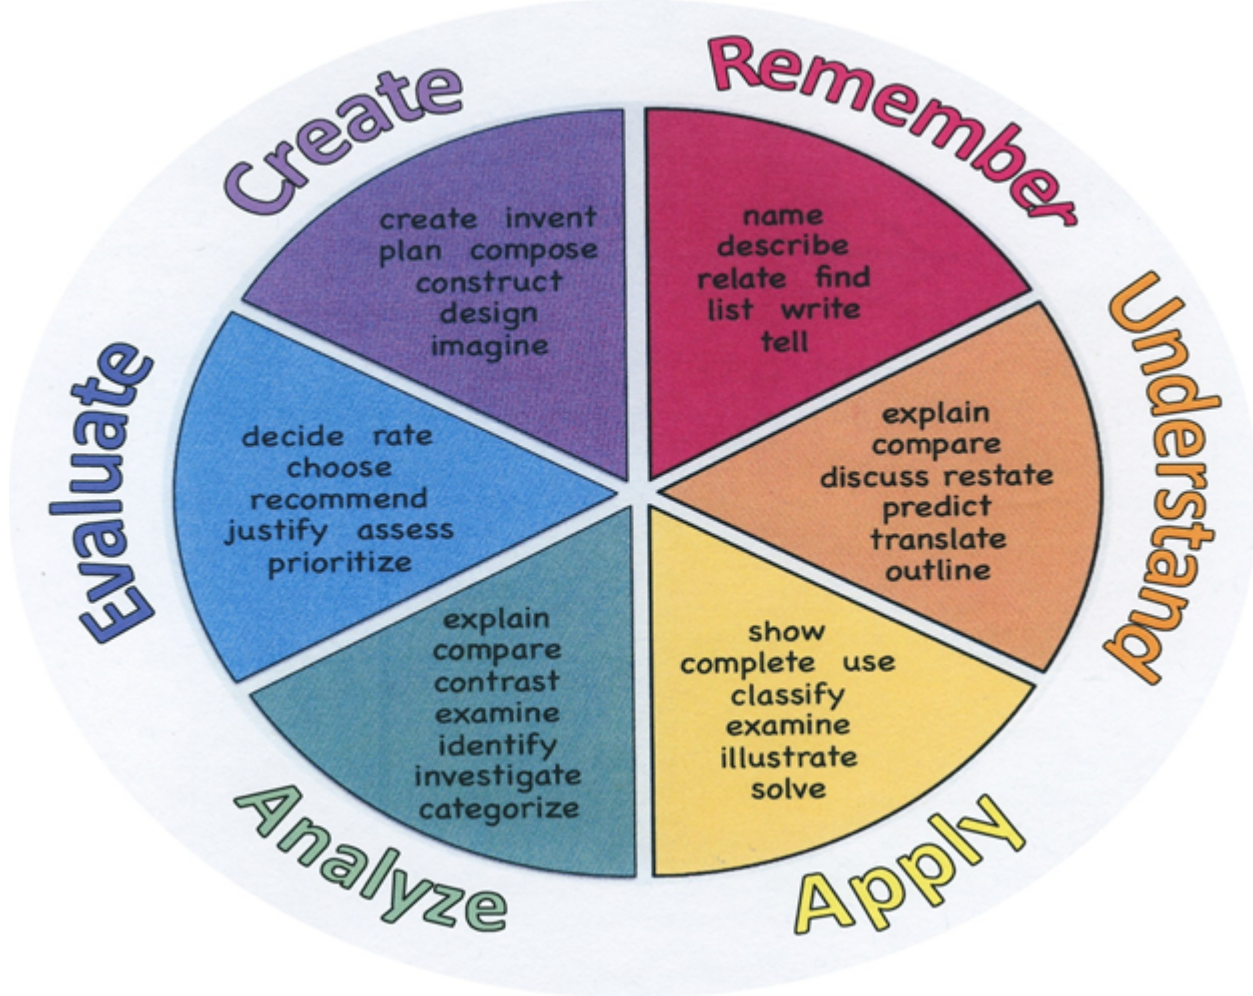 Remember
name
describe
relate find
list write
tell
Understand
explain
compare
discuss restate
predict
translate
outline
Apply
show
complete use
classify
examine
illustrate
solve
Analyze
explain
compare
contrast
examine
identify
investigate
categorize
Evaluate
decide rate
choose
recommend
justify assess
prioritize
Create
create invent
plan compose
construct
design
imagine